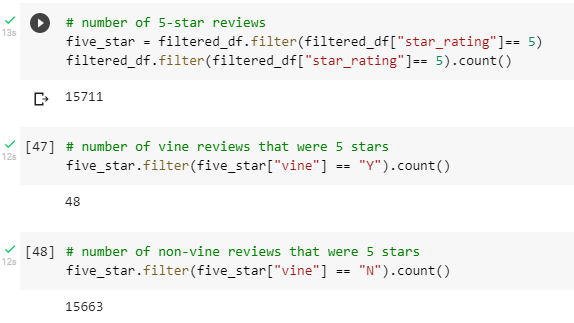 # number of 5-star reviews
five_star = filtered_df.filter(filtered_df["star_rating"]== 5)
13s
filtered_df.filter(filtered_df["star_rating"]== 5).count()
15711
[47] # number of vine reviews that were 5 stars
12s
five_star.filter(five_star["vine"] == "Y").count()
48
[48] # number of non-vine reviews that were 5 stars
12s
five_star.filter(five_star["vine"] == "N").count()
15663